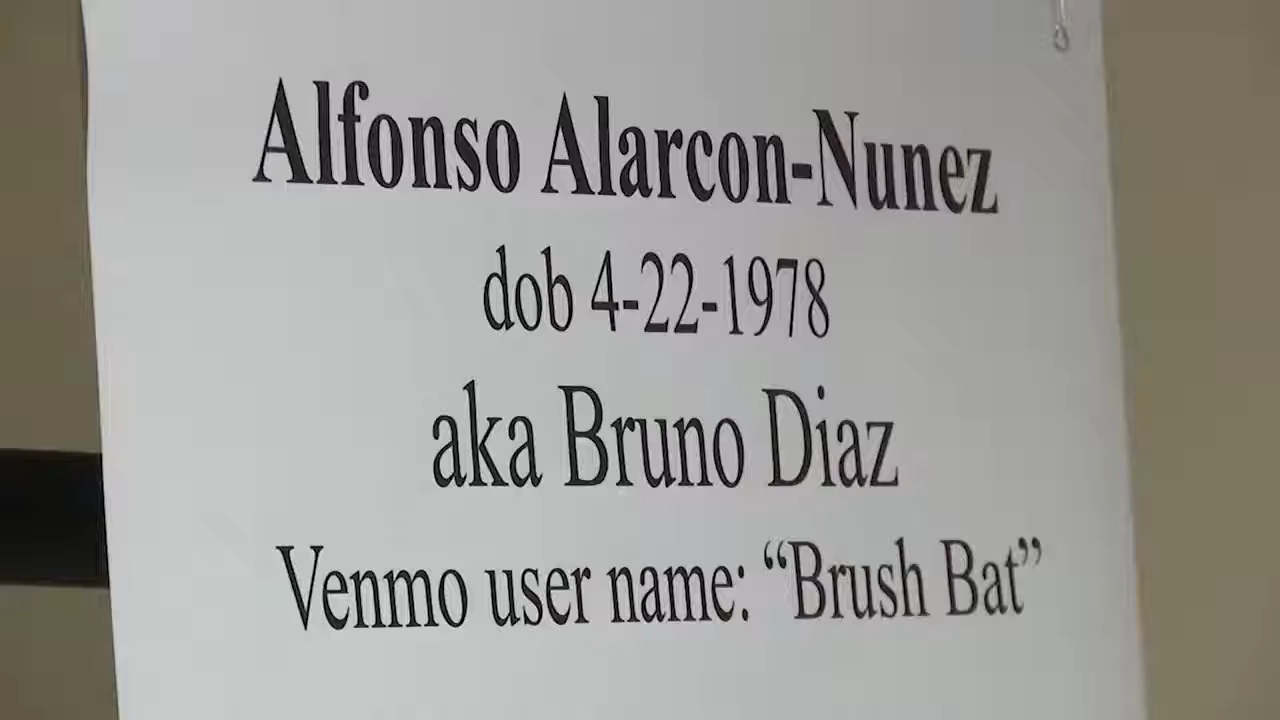 Alfonso Alarcon-Nunez
dob 4-22-1978
aka Bruno Diaz
Venmo user name: “Brush Bat”